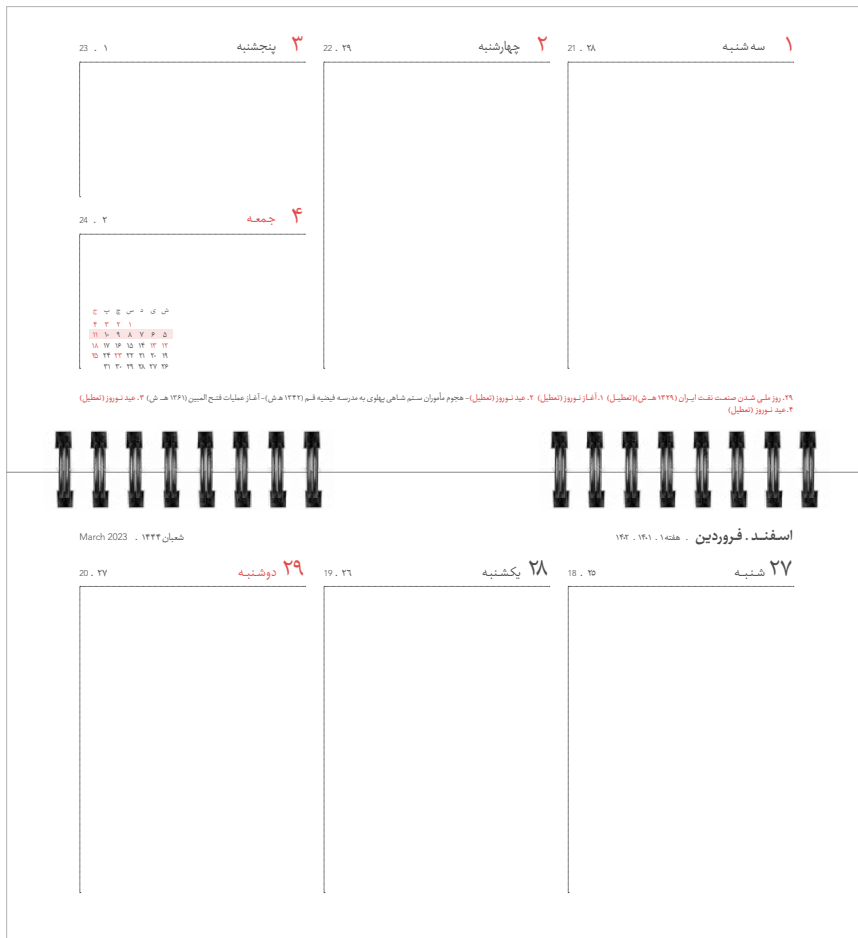 ۱ سه شنبه ۲۸ . 21
۲ چهارشنبه ۲۹ . 22
۳ پنجشنبه ۱ . 23
۴ جمعه ۲ . 24
ش ی د س چ پ ج
۱ ۲ ۳ ۴
۵ ۶ ۷ ۸ ۹ ۱۰ ۱۱
۱۲ ۱۳ ۱۴ ۱۵ ۱۶ ۱۷ ۱۸
۱۹ ۲۰ ۲۱ ۲۲ ۲۳ ۲۴ ۲۵
۲۶ ۲۷ ۲۸ ۲۹ ۳۰ ۳۱
۲۹. روز ملی شدن صنعت نفت ایران (۱۳۲۹ هـ ش)(تعطیل) ۱. آغاز نوروز (تعطیل) ۲. عید نوروز (تعطیل)- هجوم مأموران ستم شاهی پهلوی به مدرسه فیضیه قم (۱۳۴۲ هـ ش)- آغاز عملیات فتح المبین (۱۳۶۱ هـ ش) ۳. عید نوروز (تعطیل)
۴. عید نوروز (تعطیل)
اسفند . فروردین . هفته ۱ . ۱۴۰۱ . ۱۴۰۲
شعبان ۱۴۴۴ . March 2023
۲۷ شنبه ۲۵ . 18
۲۸ یکشنبه ۲۶ . 19
۲۹ دوشنبه ۲۷ . 20